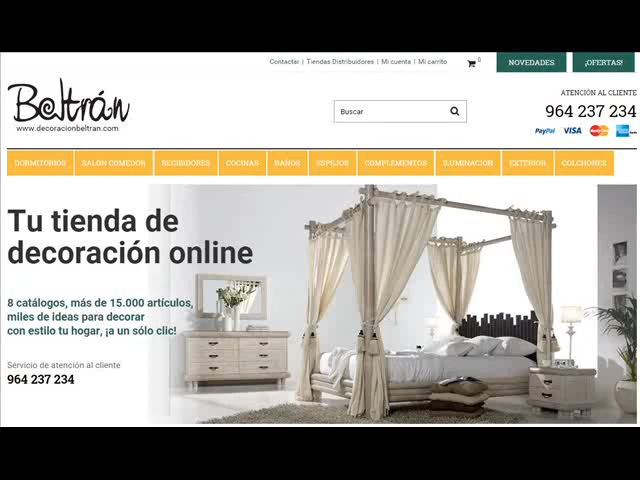 Contactar | Tiendas Distribuidores | Mi cuenta | Mi carrito
0
NOVEDADES
¡OFERTAS!
Beltrán
www.decoracionbeltran.com
Buscar
ATENCIÓN AL CLIENTE
964 237 234
PayPal VISA MasterCard
DORMITORIOS SALÓN COMEDOR RECIBIDORES COCINAS BAÑOS ESPEJOS COMPLEMENTOS ILUMINACIÓN EXTERIOR COLCHONES
Tu tienda de
decoración online
8 catálogos, más de 15.000 artículos,
miles de ideas para decorar
con estilo tu hogar, ¡a un sólo clic!
Servicio de atención al cliente
964 237 234